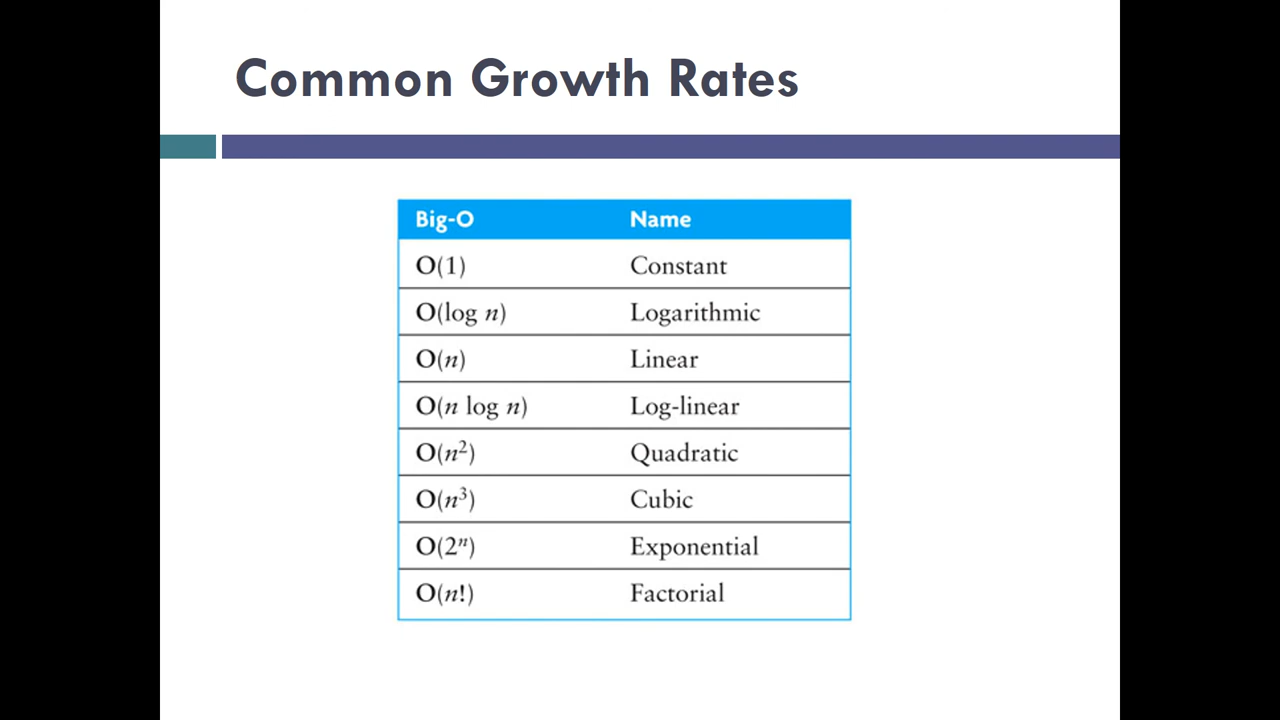 Common Growth Rates
Big-O Name
O(1) Constant
O(log n) Logarithmic
O(n) Linear
O(n log n) Log-linear
O(n²) Quadratic
O(n³) Cubic
O(2ⁿ) Exponential
O(n!) Factorial